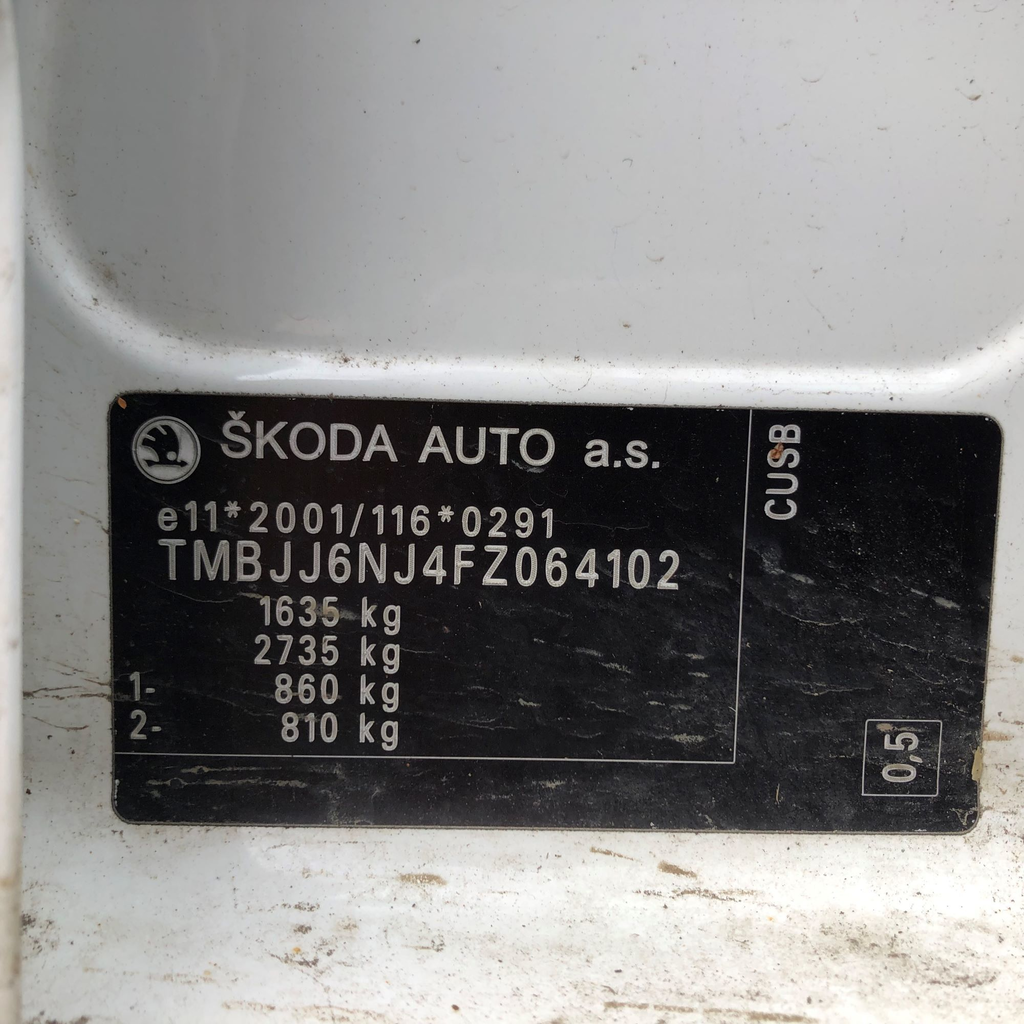 ŠKODA AUTO a.s.
e11*2001/116*0291
TMBJJ6NJ4FZ064102
1635 kg
2735 kg
1- 860 kg
2- 810 kg
CUSB
0,5